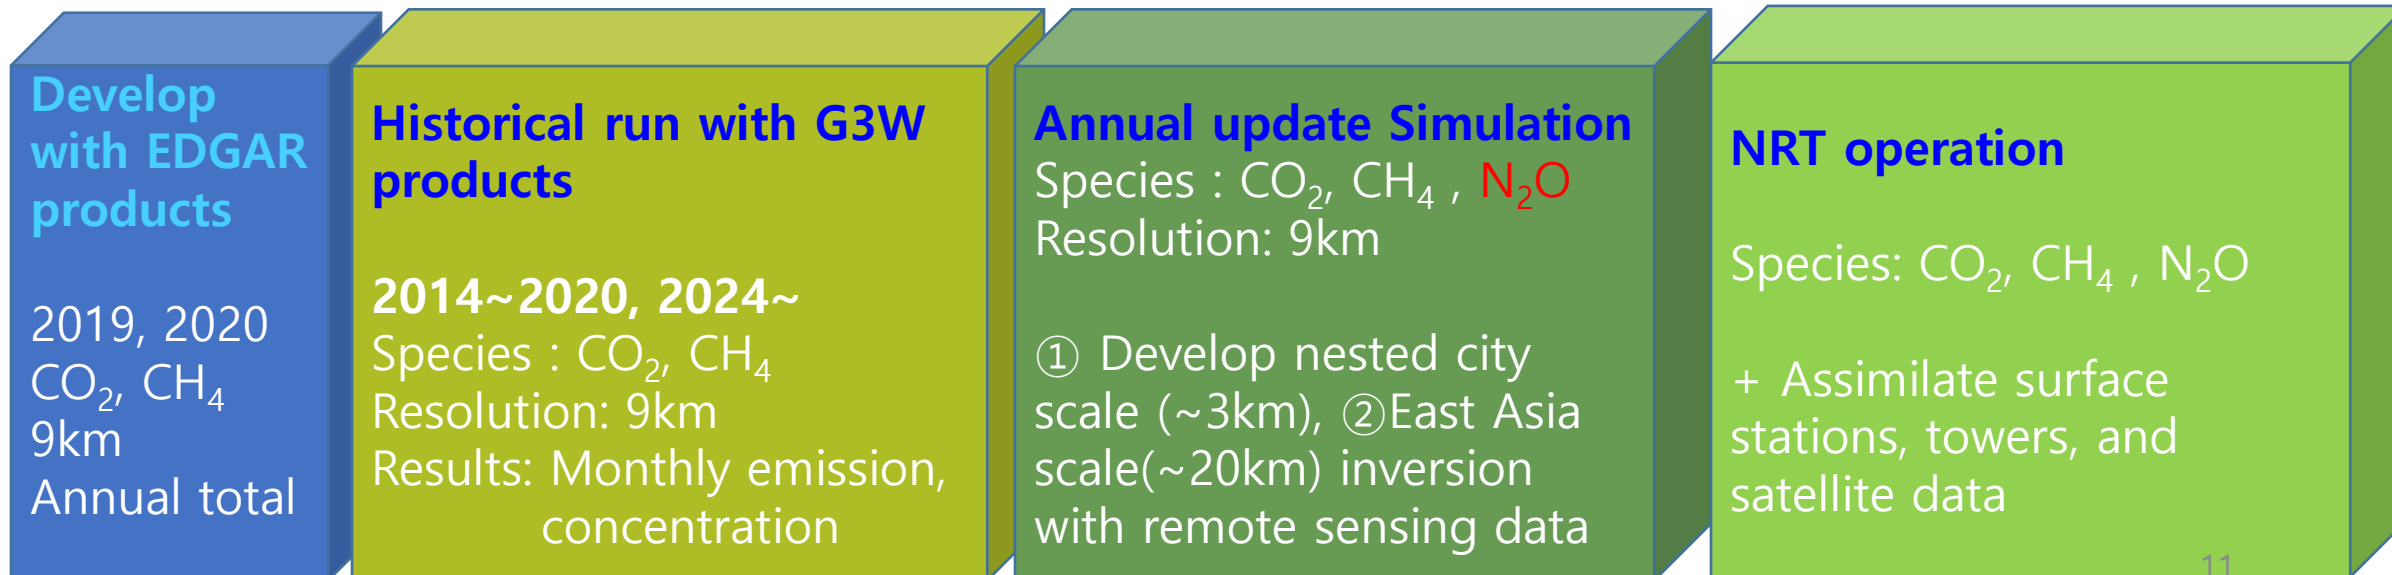 Develop
with EDGAR
products
2019, 2020
CO₂, CH₄
9km
Annual total
Historical run with G3W
products
2014~2020, 2024~
Species : CO₂, CH₄
Resolution: 9km
Results: Monthly emission,
concentration
Annual update Simulation
Species : CO₂, CH₄ , N₂O
Resolution: 9km
① Develop nested city
scale (~3km), ②East Asia
scale(~20km) inversion
with remote sensing data
NRT operation
Species: CO₂, CH₄ , N₂O
+ Assimilate surface
stations, towers, and
satellite data
11